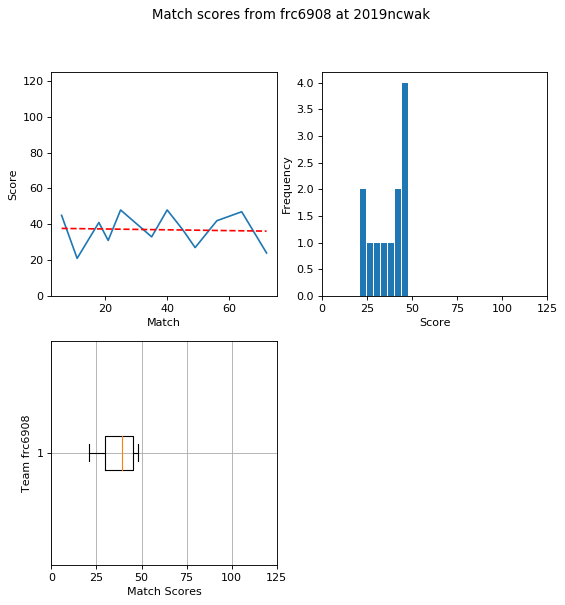 Match scores from frc6908 at 2019ncwak
120
100
80
60
40
20
0
Score
20 40 60
Match
4.0
3.5
3.0
2.5
2.0
1.5
1.0
0.5
0.0
Frequency
0 25 50 75 100 125
Score
1
Team frc6908
0 25 50 75 100 125
Match Scores